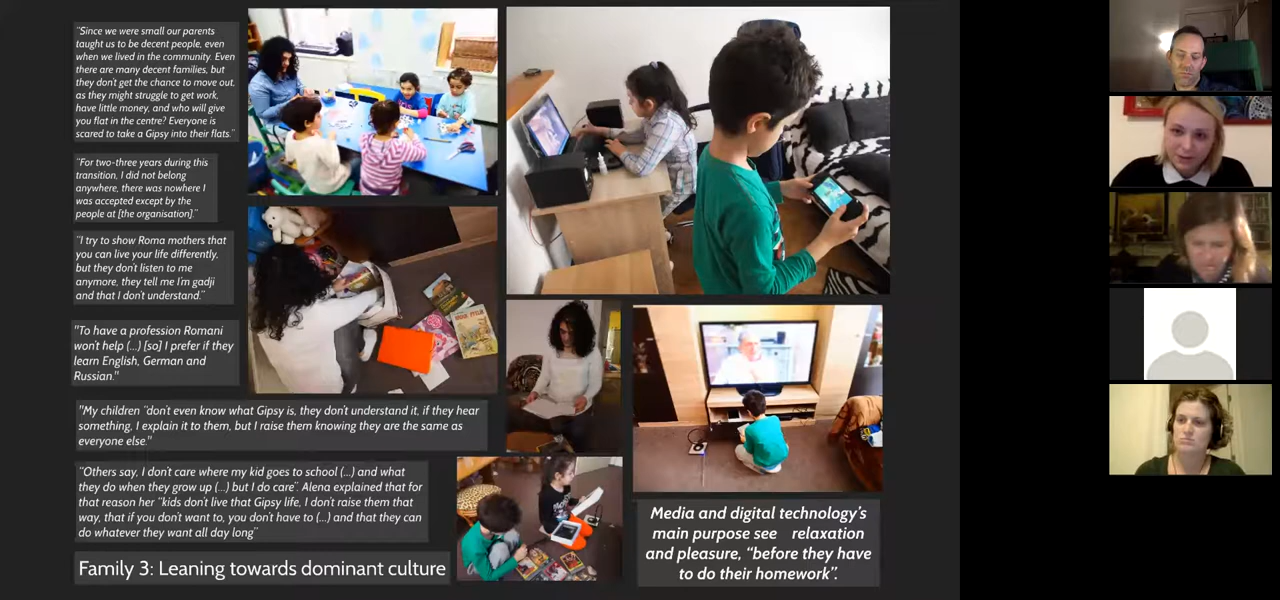 "Since we were small our parents
taught us to be decent people, even
when we lived in the community. Even
there are many decent families, but
they don't get the chance to move out,
as they might struggle to get work,
have little money, and who will give
you flat in the centre? Everyone is
scared to take a Gipsy into their flats."
"For two-three years during this
transition, I did not belong
anywhere, there was nowhere I
was accepted except by the
people at [the organisation]."
"I try to show Roma mothers that
you can live your life differently,
but they don't listen to me
anymore, they tell me I'm gadji
and that I don't understand."
"To have a profession Romani
won't help (...) [so] I prefer if they
learn English, German and
Russian."
"My children "don't even know what Gipsy is, they don't understand it, if they hear
something, I explain it to them, but I raise them knowing they are the same as
everyone else."
"Others say, I don't care where my kid goes to school (...) and what
they do when they grow up (...) but I do care". Alena explained that for
that reason her "kids don't live that Gipsy life, I don't raise them that
way, that if you don't want to, you don't have to (...) and that they can
do whatever they want all day long"
Family 3: Leaning towards dominant culture
Media and digital technology's
main purpose see relaxation
and pleasure, "before they have
to do their homework".